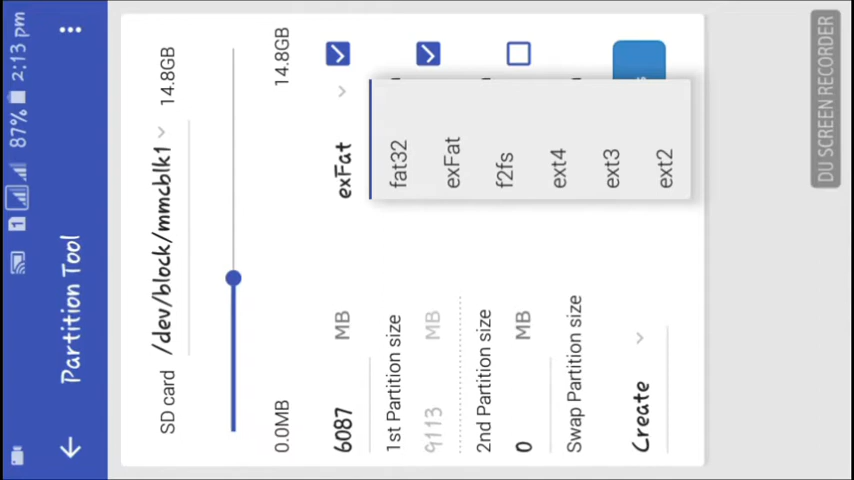 1 87% 2:13 pm
Partition Tool
SD card /dev/block/mmcblk1 14.8GB
0.0MB 14.8GB
6087 MB exFat
1st Partition size
9113 MB
2nd Partition size
0 MB
Swap Partition size
Create
fat32
exFat
f2fs
ext4
ext3
ext2
DU SCREEN RECORDER